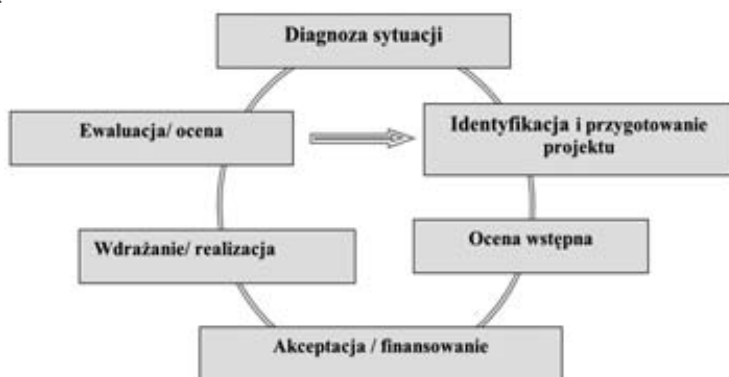 Diagnoza sytuacji
Ewaluacja/ ocena
Identyfikacja i przygotowanie
projektu
Wdrażanie/ realizacja
Ocena wstępna
Akceptacja / finansowanie